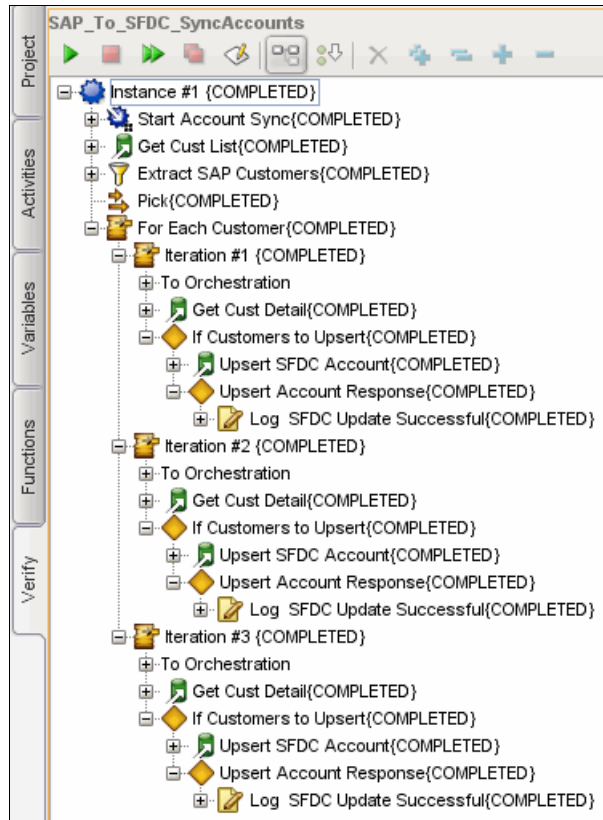 SAP_To_SFDC_SyncAccounts
Project
Activities
Variables
Functions
Verify
Instance #1 {COMPLETED}
Start Account Sync{COMPLETED}
Get Cust List{COMPLETED}
Extract SAP Customers{COMPLETED}
Pick{COMPLETED}
For Each Customer{COMPLETED}
Iteration #1 {COMPLETED}
To Orchestration
Get Cust Detail{COMPLETED}
If Customers to Upsert{COMPLETED}
Upsert SFDC Account{COMPLETED}
Upsert Account Response{COMPLETED}
Log SFDC Update Successful{COMPLETED}
Iteration #2 {COMPLETED}
To Orchestration
Get Cust Detail{COMPLETED}
If Customers to Upsert{COMPLETED}
Upsert SFDC Account{COMPLETED}
Upsert Account Response{COMPLETED}
Log SFDC Update Successful{COMPLETED}
Iteration #3 {COMPLETED}
To Orchestration
Get Cust Detail{COMPLETED}
If Customers to Upsert{COMPLETED}
Upsert SFDC Account{COMPLETED}
Upsert Account Response{COMPLETED}
Log SFDC Update Successful{COMPLETED}